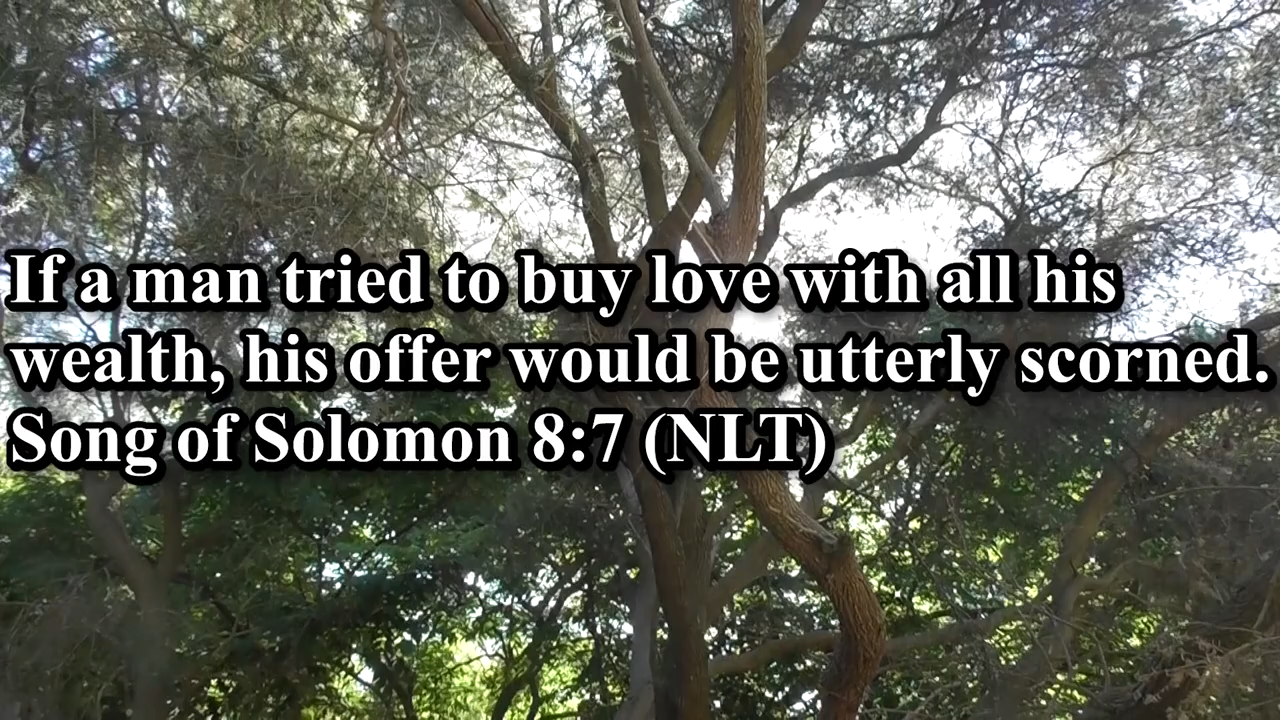 If a man tried to buy love with all his
wealth, his offer would be utterly scorned.
Song of Solomon 8:7 (NLT)